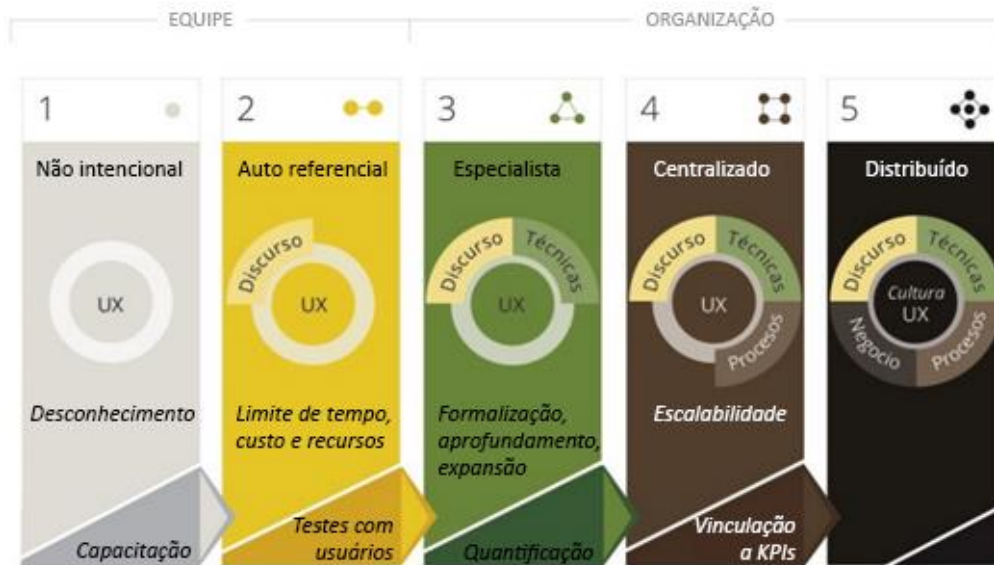 EQUIPE
ORGANIZAÇÃO
1
Não intencional
UX
Desconhecimento
Capacitação
2
Auto referencial
Discurso
UX
Limite de tempo,
custo e recursos
Testes com
usuários
3
Especialista
Discurso
Técnicas
UX
Formalização,
aprofundamento,
expansão
Quantificação
4
Centralizado
Discurso
Técnicas
UX
Procesos
Escalabilidade
Vinculação
a KPIs
5
Distribuído
Discurso
Técnicas
Cultura
UX
Negocio
Procesos